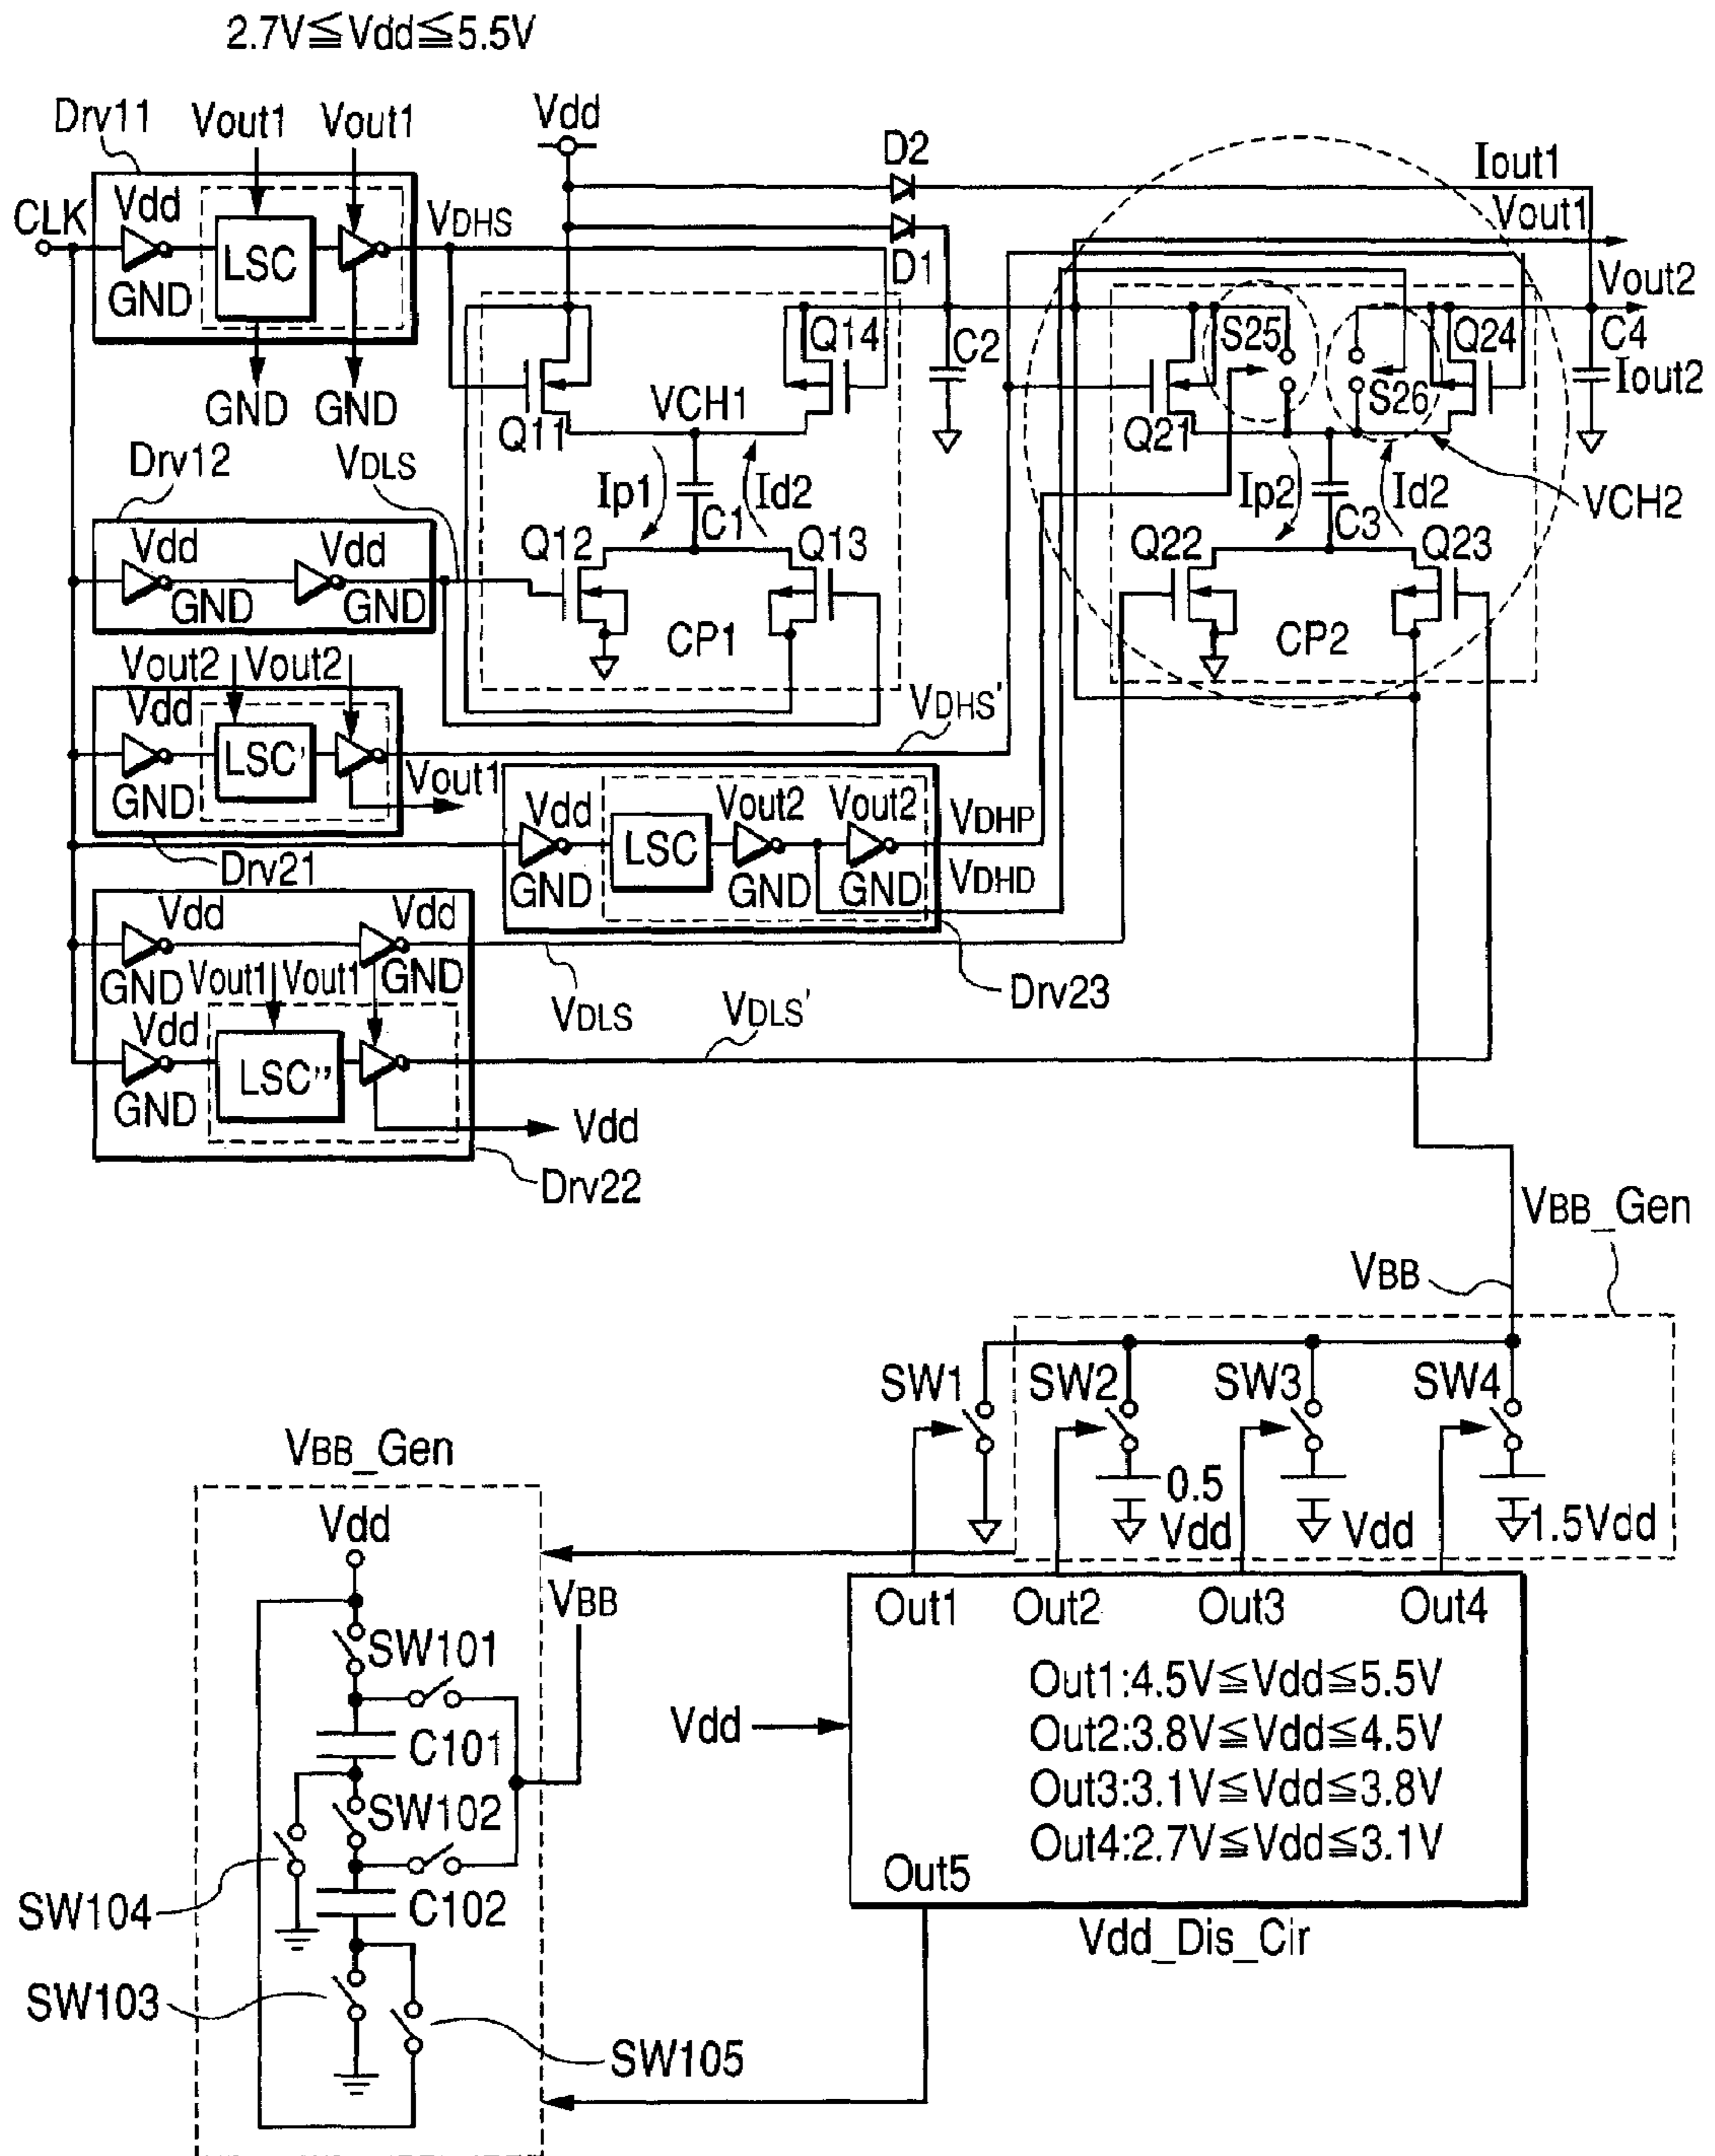 2.7V≦Vdd≦5.5V
Drv11
Vout1
Vout1
Vdd
D2
Iout1
CLK
Vdd
VDHS
Vout1
LSC
D1
GND
Vout2
Q14
C2
S25
Q24
C4
GND
GND
VCH1
S26
Iout2
Q11
Q21
Drv12
VDLS
Ip1
Id2
Ip2
Id2
VCH2
C1
C3
Vdd
Vdd
Q12
Q13
Q22
Q23
GND
GND
CP1
CP2
Vout2
Vout2
Vdd
VDHS'
LSC'
Vout1
GND
Vdd
Vout2
Vout2
VDHP
LSC
Drv21
GND
GND
GND
VDHD
Vdd
Vdd
GND
Vout1
Vout1
GND
Drv23
Vdd
VDLS
VDLS'
LSC''
GND
Vdd
Drv22
VBB_Gen
VBB
SW1
SW2
SW3
SW4
VBB_Gen
0.5
Vdd
Vdd
Vdd
1.5Vdd
VBB
Out1
Out2
Out3
Out4
SW101
Out1:4.5V≦Vdd≦5.5V
Vdd
C101
Out2:3.8V≦Vdd≦4.5V
Out3:3.1V≦Vdd≦3.8V
SW102
Out4:2.7V≦Vdd≦3.1V
Out5
SW104
C102
Vdd_Dis_Cir
SW103
SW105